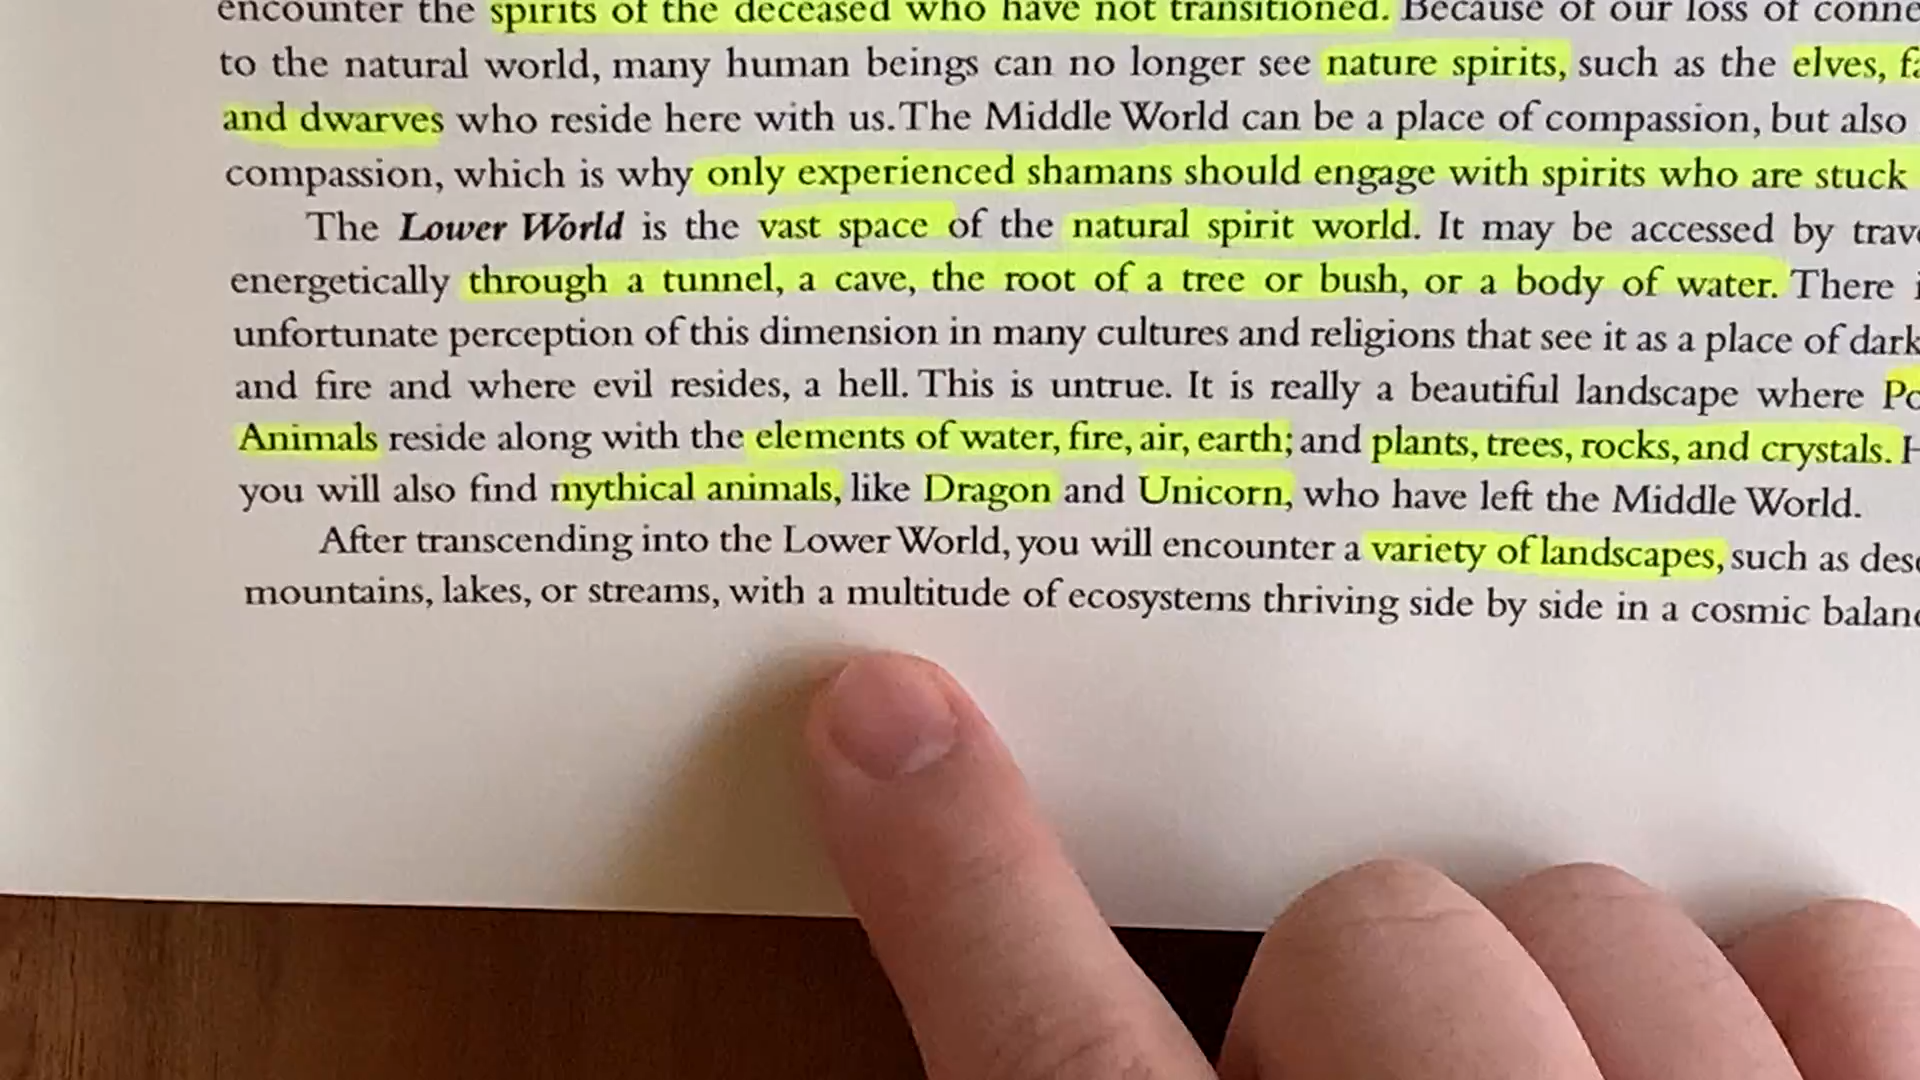 encounter the spirits of the deceased who have not transitioned. Because of our loss of
to the natural world, many human beings can no longer see nature spirits, such as the elves,
and dwarves who reside here with us. The Middle World can be a place of compassion, but also
compassion, which is why only experienced shamans should engage with spirits who are stuck
The Lower World is the vast space of the natural spirit world. It may be accessed by
energetically through a tunnel, a cave, the root of a tree or bush, or a body of water. There
unfortunate perception of this dimension in many cultures and religions that see it as a place of dark
and fire and where evil resides, a hell. This is untrue. It is really a beautiful landscape where
Animals reside along with the elements of water, fire, air, earth; and plants, trees, rocks, and crystals.
you will also find mythical animals, like Dragon and Unicorn, who have left the Middle World.
After transcending into the Lower World, you will encounter a variety of landscapes, such as
mountains, lakes, or streams, with a multitude of ecosystems thriving side by side in a cosmic